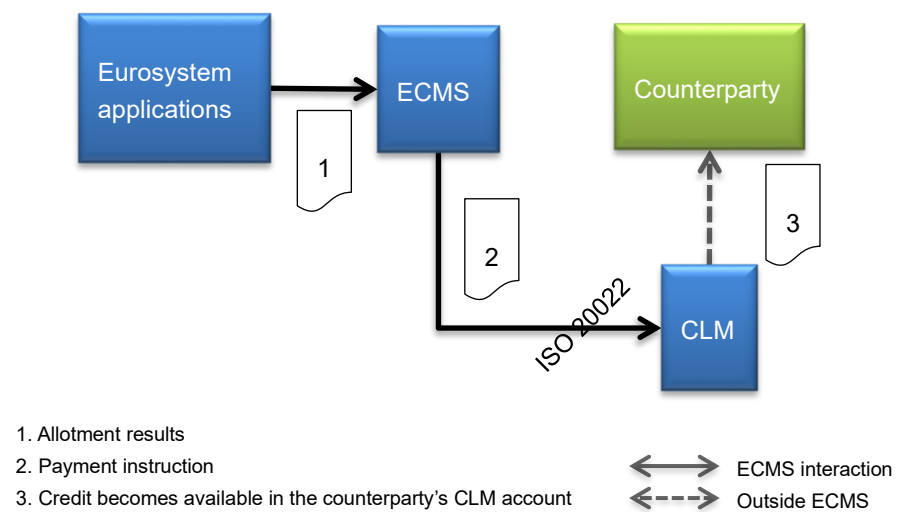 Eurosystem
applications
ECMS
Counterparty
1
2
3
ISO 20022
CLM
1. Allotment results
2. Payment instruction
3. Credit becomes available in the counterparty's CLM account
ECMS interaction
Outside ECMS